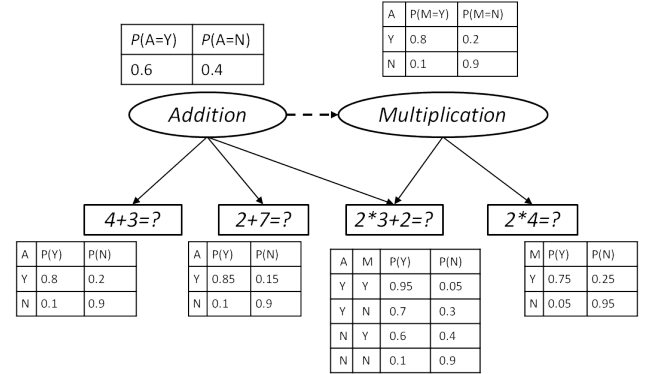 P(A=Y) P(A=N)
0.6 0.4
A P(M=Y) P(M=N)
Y 0.8 0.2
N 0.1 0.9
Addition
Multiplication
4+3=?
2+7=?
2*3+2=?
2*4=?
A P(Y) P(N)
Y 0.8 0.2
N 0.1 0.9
A P(Y) P(N)
Y 0.85 0.15
N 0.1 0.9
A M P(Y) P(N)
Y Y 0.95 0.05
Y N 0.7 0.3
N Y 0.6 0.4
N N 0.1 0.9
M P(Y) P(N)
Y 0.75 0.25
N 0.05 0.95